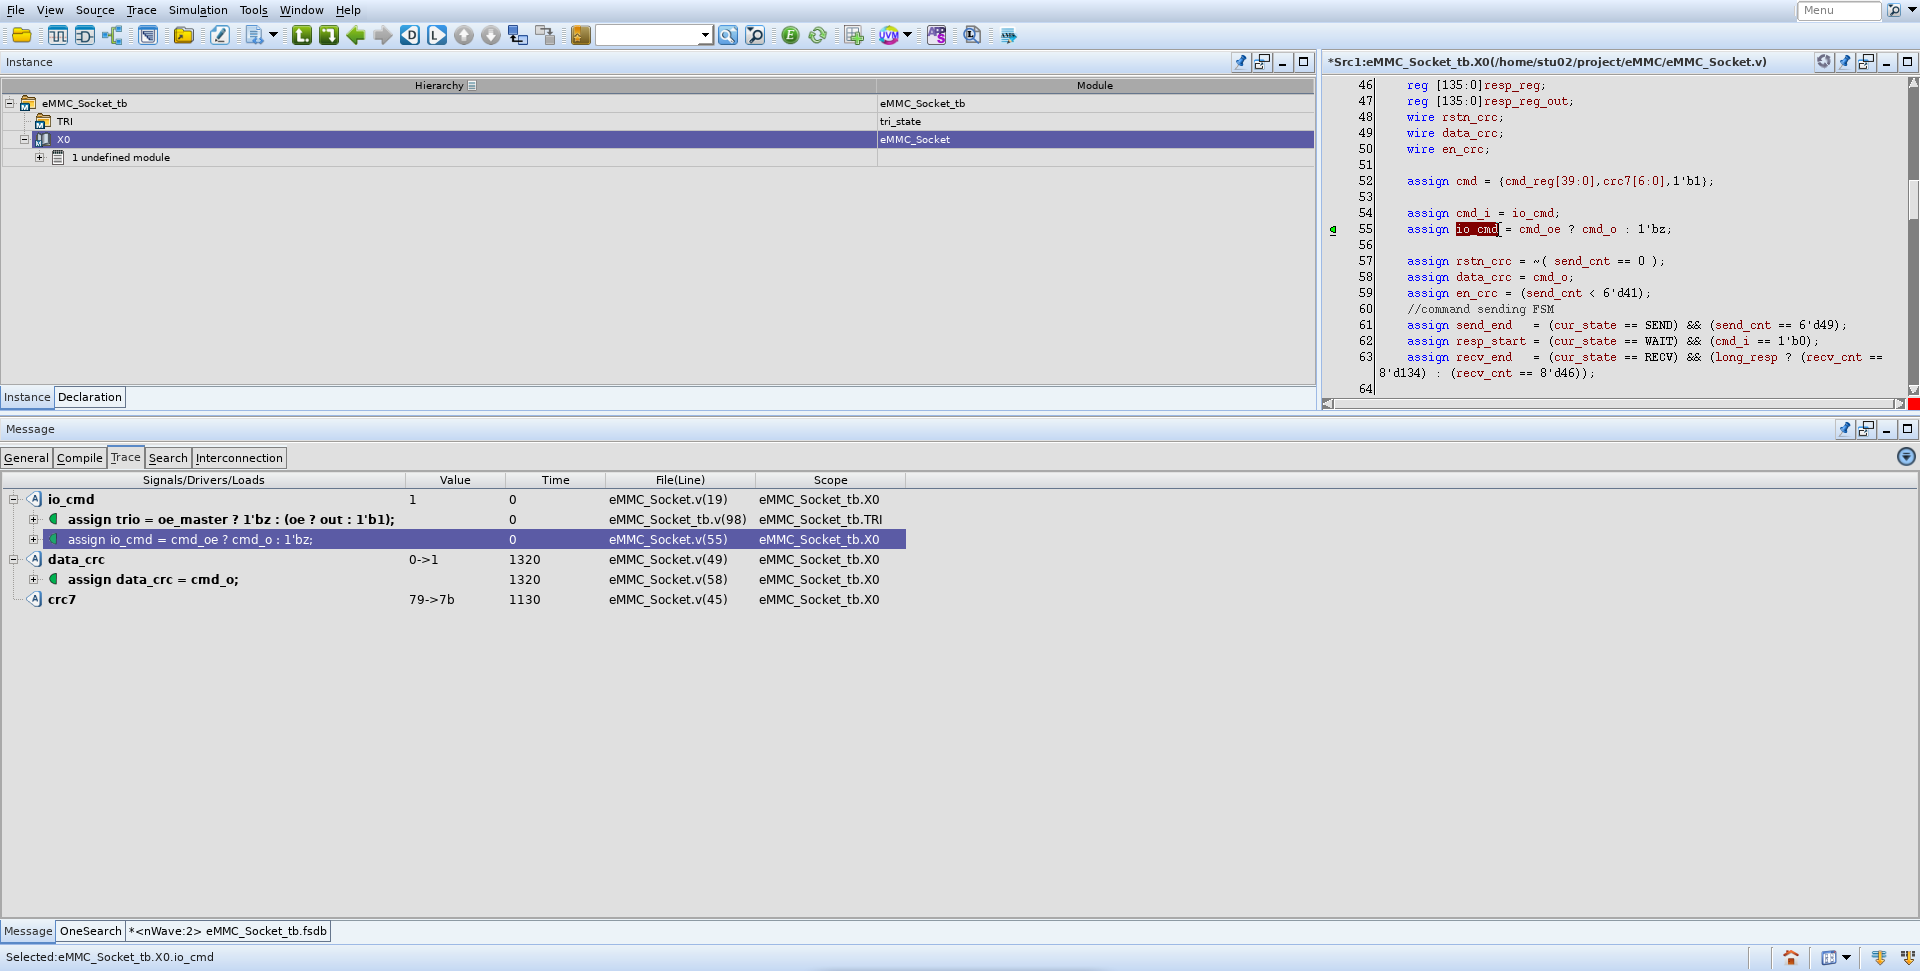 File View Source Trace Simulation Tools Window Help Menu
Instance
Hierarchy Module
eMMC_Socket_tb eMMC_Socket_tb
TRI tri_state
X0 eMMC_Socket
1 undefined module
Instance Declaration
*Src1:eMMC_Socket_tb.X0(/home/stu02/project/eMMC/eMMC_Socket.v)
46 reg [135:0]resp_reg;
47 reg [135:0]resp_reg_out;
48 wire rstn_crc;
49 wire data_crc;
50 wire en_crc;
51
52 assign cmd = {cmd_reg[39:0],crc7[6:0],1'b1};
53
54 assign cmd_i = io_cmd;
55 assign io_cmd = cmd_oe ? cmd_o : 1'bz;
56
57 assign rstn_crc = ~( send_cnt == 0 );
58 assign data_crc = cmd_o;
59 assign en_crc = (send_cnt < 6'd41);
60 //command sending FSM
61 assign send_end = (cur_state == SEND) && (send_cnt == 6'd49);
62 assign resp_start = (cur_state == WAIT) && (cmd_i == 1'b0);
63 assign recv_end = (cur_state == RECV) && (long_resp ? (recv_cnt ==
8'd134) : (recv_cnt == 8'd46));
64
Message
General Compile Trace Search Interconnection
Signals/Drivers/Loads Value Time File(Line) Scope
io_cmd 1 0 eMMC_Socket.v(19) eMMC_Socket_tb.X0
assign trio = oe_master ? 1'bz : (oe ? out : 1'b1); 0 eMMC_Socket_tb.v(98) eMMC_Socket_tb.TRI
assign io_cmd = cmd_oe ? cmd_o : 1'bz; 0 eMMC_Socket.v(55) eMMC_Socket_tb.X0
data_crc 0->1 1320 eMMC_Socket.v(49) eMMC_Socket_tb.X0
assign data_crc = cmd_o; 1320 eMMC_Socket.v(58) eMMC_Socket_tb.X0
crc7 79->7b 1130 eMMC_Socket.v(45) eMMC_Socket_tb.X0
Message OneSearch *<nWave:2> eMMC_Socket_tb.fsdb
Selected:eMMC_Socket_tb.X0.io_cmd